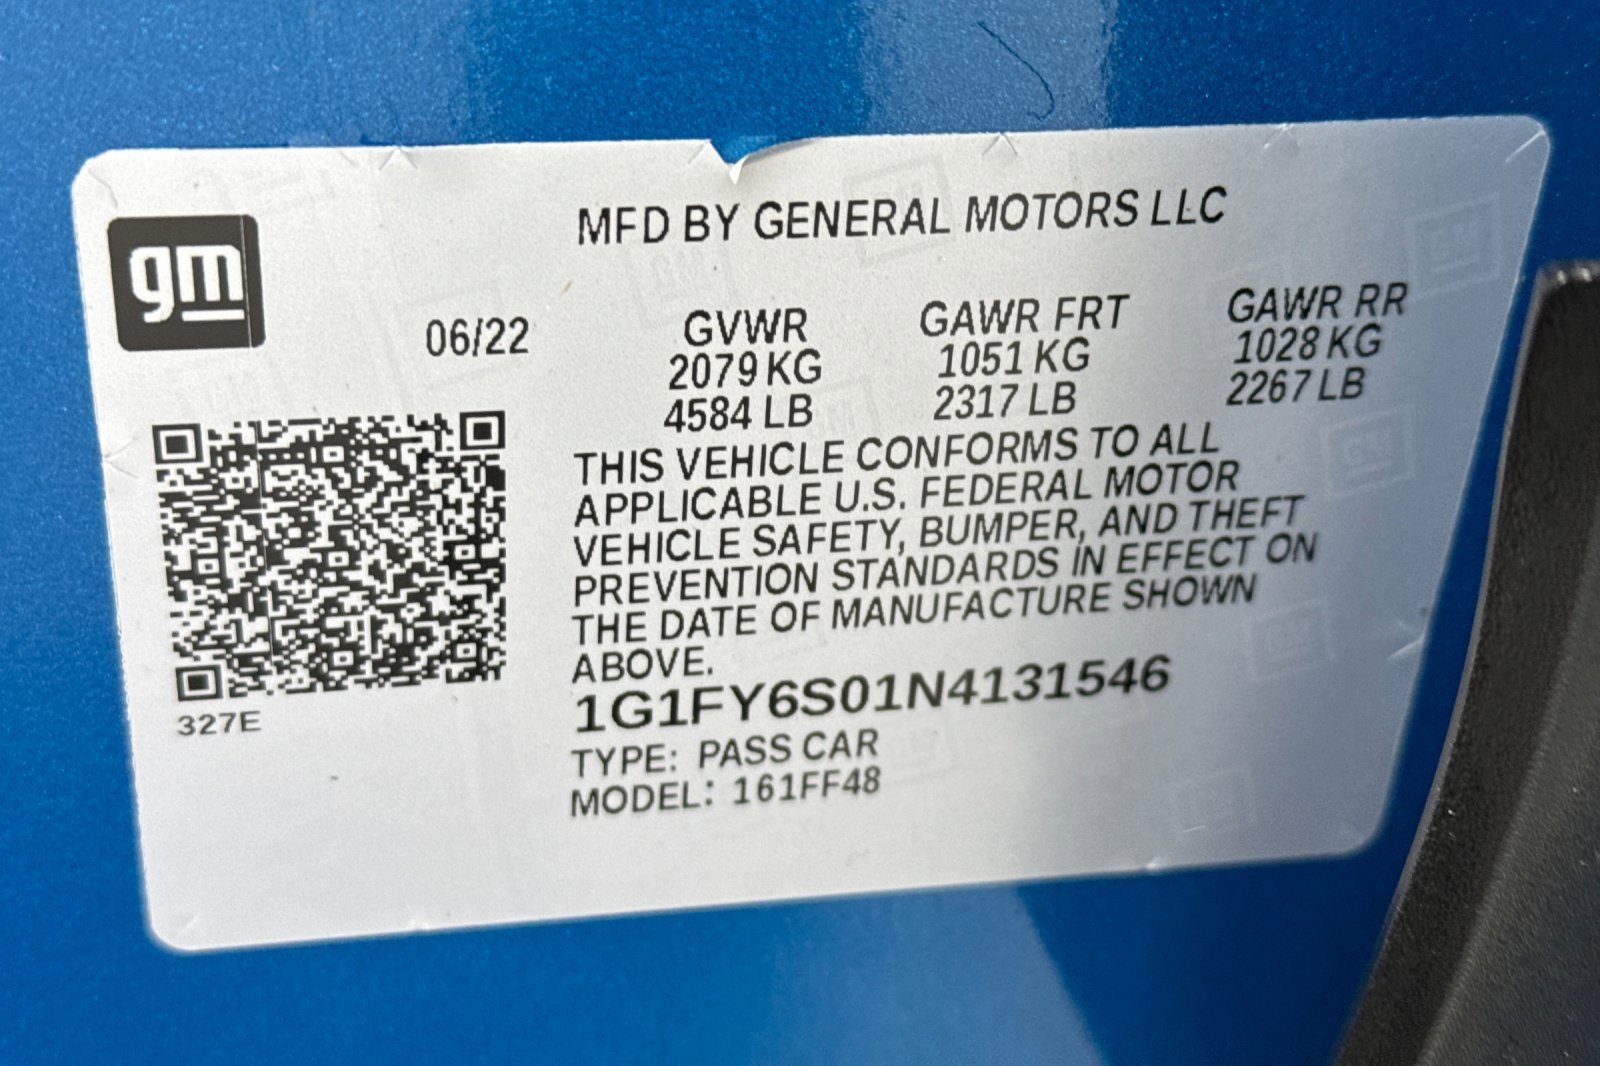 gm
MFD BY GENERAL MOTORS LLC
06/22
GVWR
2079 KG
4584 LB
GAWR FRT
1051 KG
2317 LB
GAWR RR
1028 KG
2267 LB
THIS VEHICLE CONFORMS TO ALL
APPLICABLE U.S. FEDERAL MOTOR
VEHICLE SAFETY, BUMPER, AND THEFT
PREVENTION STANDARDS IN EFFECT ON
THE DATE OF MANUFACTURE SHOWN
ABOVE.
1G1FY6S01N4131546
TYPE: PASS CAR
MODEL: 161FF48
327E